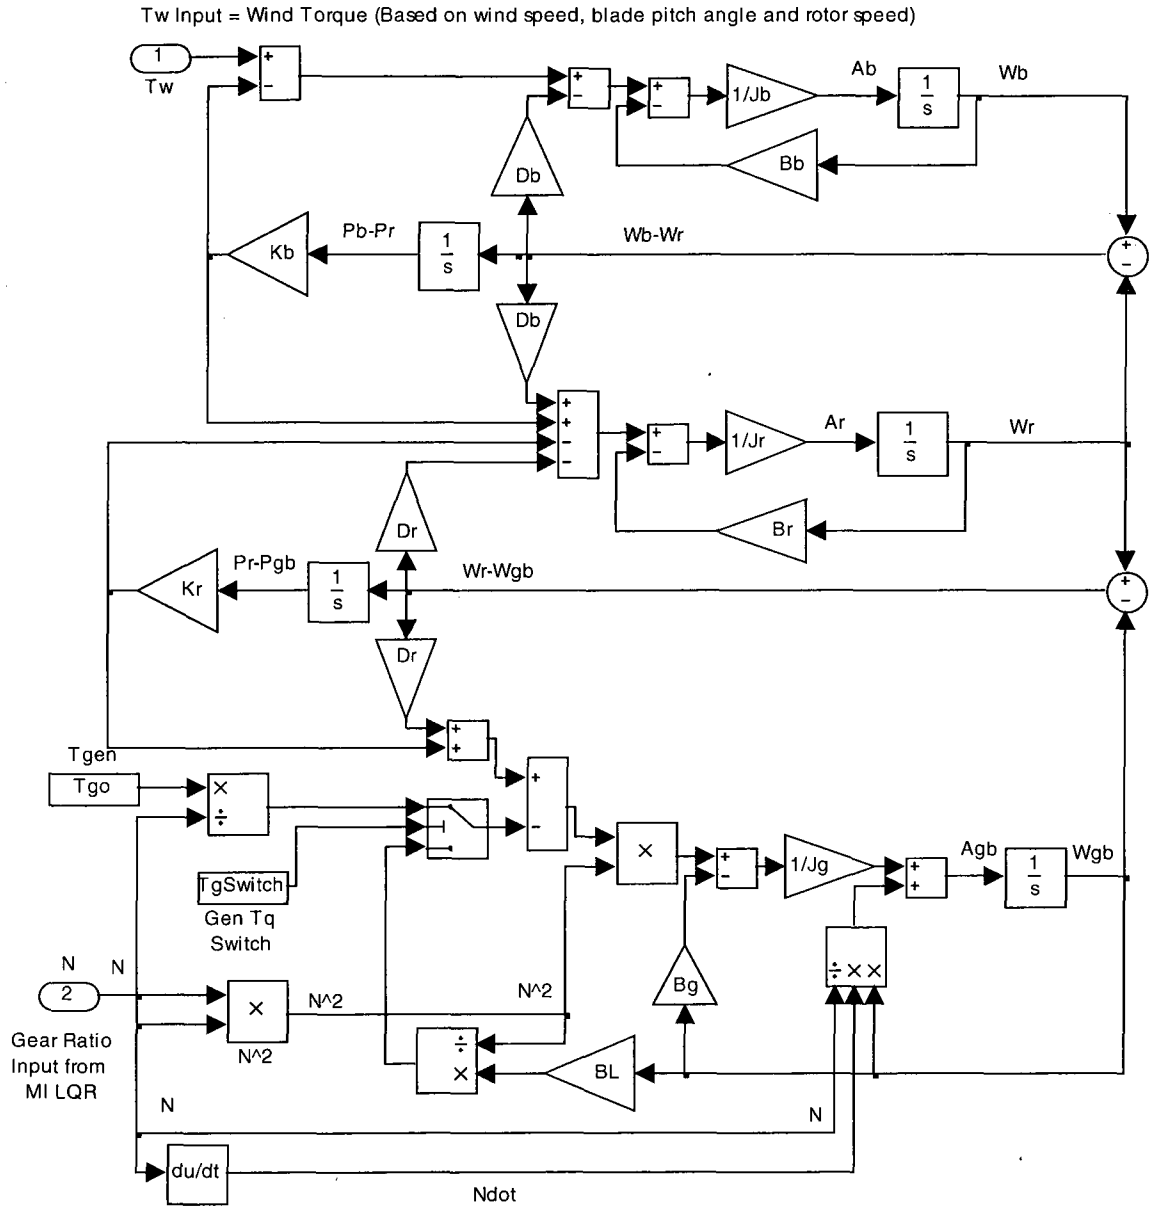 Tw Input = Wind Torque (Based on wind speed, blade pitch angle and rotor speed)
1
Tw
+
−
+
−
+
−
1/Jb
Ab
1
s
Wb
Db
Bb
Kb
Pb-Pr
1
s
Wb-Wr
+
−
Db
+
+
−
−
+
−
1/Jr
Ar
1
s
Wr
Dr
Br
Kr
Pr-Pgb
1
s
Wr-Wgb
+
−
Dr
+
+
Tgen
Tgo
×
÷
+
−
TgSwitch
Gen Tq
Switch
×
+
−
1/Jg
+
+
Agb
1
s
Wgb
÷ × ×
N
2
N
Gear Ratio
Input from
MI LQR
×
N^2
N^2
N^2
Bg
÷
×
BL
N
N
du/dt
Ndot